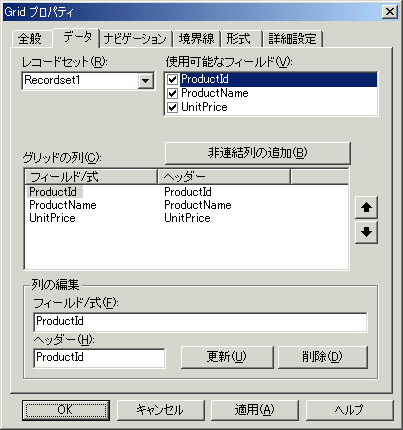 Grid プロパティ
全般 データ ナビゲーション 境界線 形式 詳細設定
レコードセット(R): 使用可能なフィールド(V):
Recordset1 ProductId
ProductName
UnitPrice
グリッドの列(C): 非連結列の追加(B)
フィールド/式 ヘッダー
ProductId ProductId
ProductName ProductName
UnitPrice UnitPrice
列の編集
フィールド/式(F):
ProductId
ヘッダー(H):
ProductId 更新(U) 削除(D)
OK キャンセル 適用(A) ヘルプ